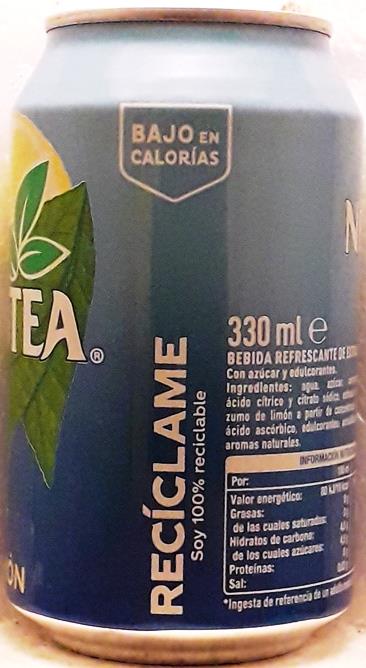 BAJO EN
CALORÍAS
TEA®
ÓN
RECÍCLAME
Soy 100% reciclable
330 ml e
BEBIDA REFRESCANTE DE
Con azúcar y edulcorantes.
Ingredientes: agua, azúcar,
ácido cítrico y citrato sódico,
zumo de limón a partir de
ácido ascórbico, edulcorantes,
aromas naturales.
INFORMACIÓN
Por:
Valor energético:
Grasas:
de las cuales saturadas:
Hidratos de carbono:
de los cuales azúcares:
Proteínas:
Sal:
*Ingesta de referencia de un
N